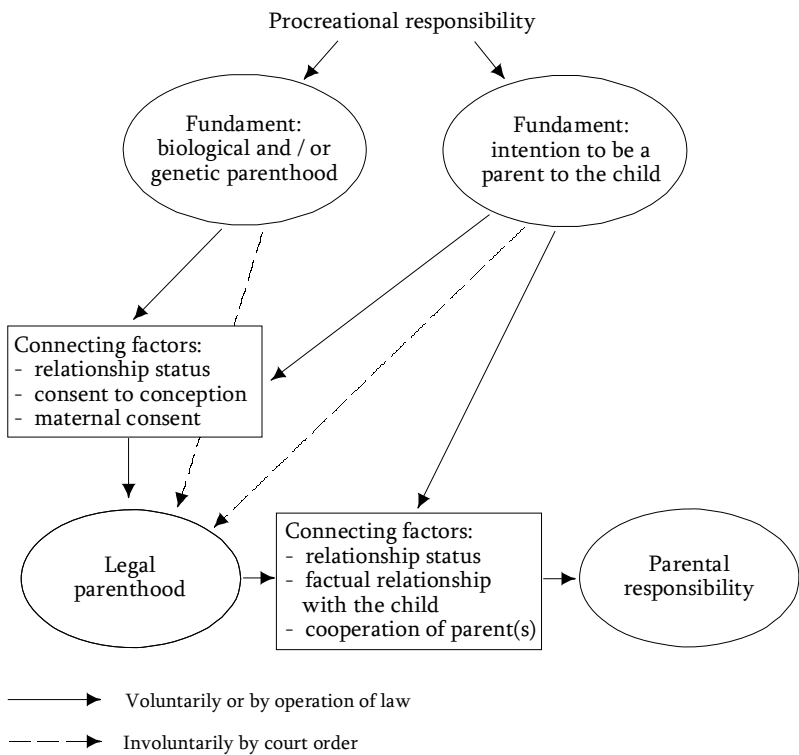 Procreational responsibility
Fundament:
biological and / or
genetic parenthood
Fundament:
intention to be a
parent to the child
Connecting factors:
- relationship status
- consent to conception
- maternal consent
Legal
parenthood
Connecting factors:
- relationship status
- factual relationship
with the child
- cooperation of parent(s)
Parental
responsibility
Voluntarily or by operation of law
Involuntarily by court order